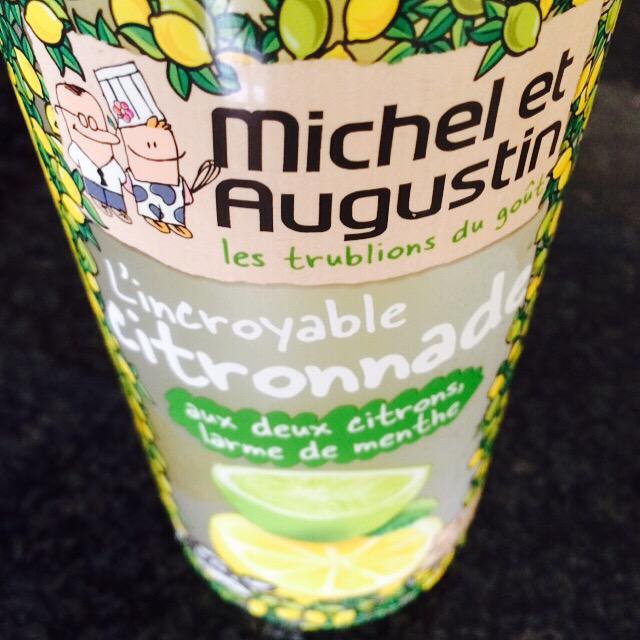 Michel et
Augustin
les trublions du goût
L'incroyable
citronnade
aux deux citrons,
larme de menthe